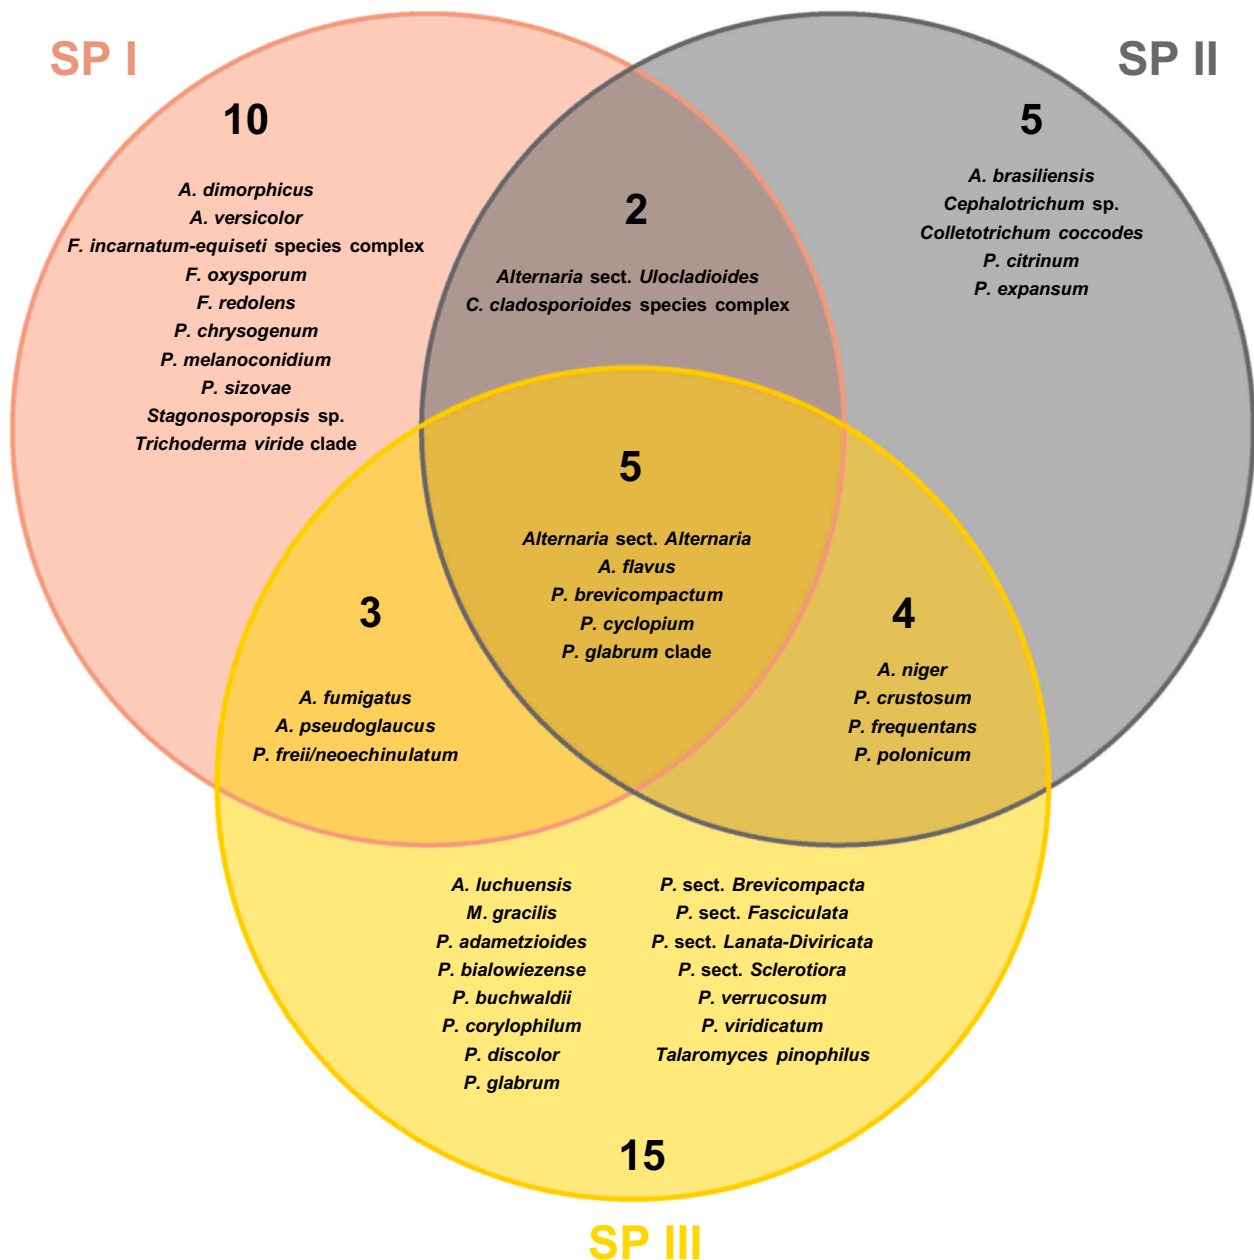 SP I
SP II
10
A. dimorphicus
A. versicolor
F. incarnatum-equiseti species complex
F. oxysporum
F. redolens
P. chrysogenum
P. melanoconidium
P. sizovae
Stagonosporopsis sp.
Trichoderma viride clade
2
Alternaria sect. Ulocladioides
C. cladosporioides species complex
5
A. brasiliensis
Cephalotrichum sp.
Colletotrichum coccodes
P. citrinum
P. expansum
5
Alternaria sect. Alternaria
A. flavus
P. brevicompactum
P. cyclopium
P. glabrum clade
3
A. fumigatus
A. pseudoglaucus
P. freii/neoechinulatum
4
A. niger
P. crustosum
P. frequentans
P. polonicum
A. luchuensis
M. gracilis
P. adametzioides
P. bialowiezense
P. buchwaldii
P. corylophilum
P. discolor
P. glabrum
P. sect. Brevicompacta
P. sect. Fasciculata
P. sect. Lanata-Diviricata
P. sect. Sclerotiora
P. verrucosum
P. viridicatum
Talaromyces pinophilus
15
SP III